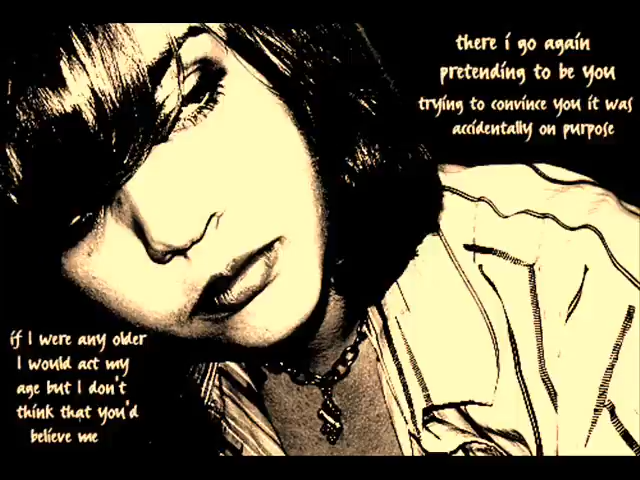 there i go again
pretending to be you
trying to convince you it was
accidentally on purpose
if I were any older
I would act my
age but I don't
think that you'd
believe me